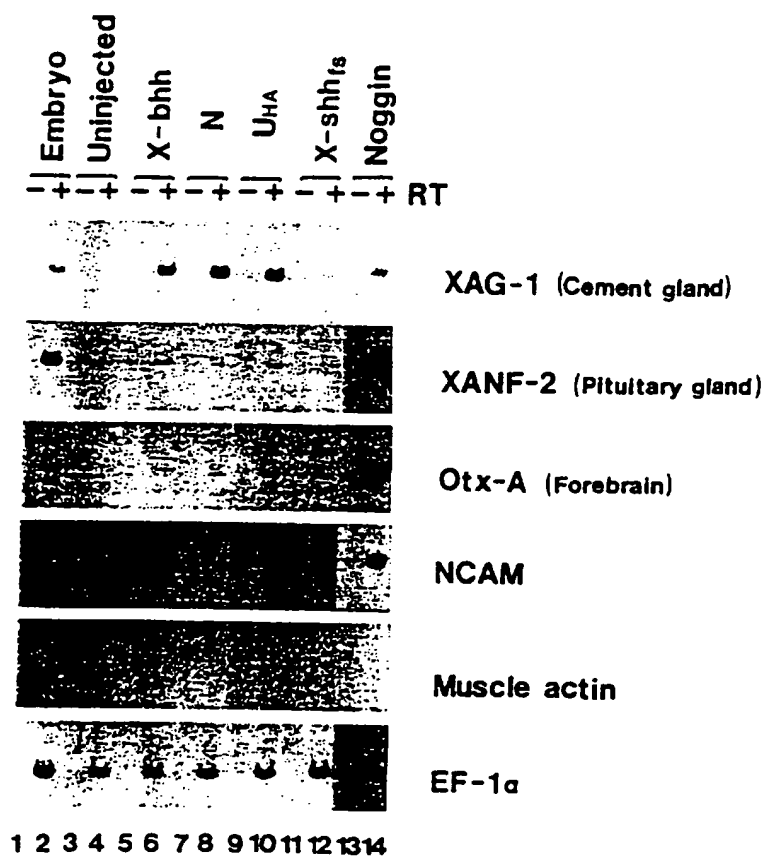 Embryo
Uninjected
X-bhh
N
UHA
X-shhfs
Noggin
- + - + - + - + - + - + - + RT
XAG-1 (Cement gland)
XANF-2 (Pituitary gland)
Otx-A (Forebrain)
NCAM
Muscle actin
EF-1α
1 2 3 4 5 6 7 8 9 10 11 12 13 14